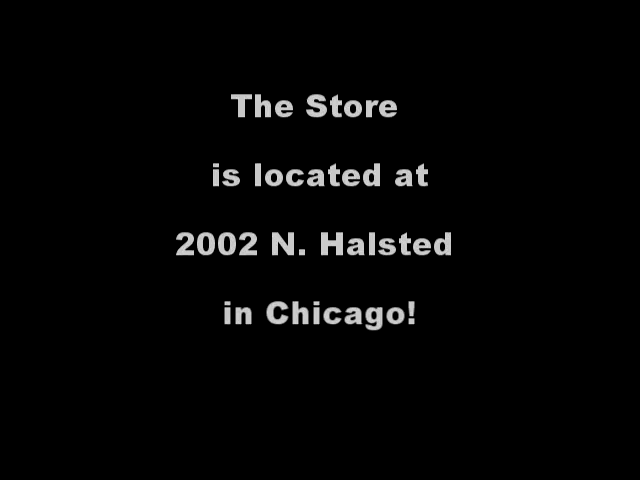 The Store
is located at
2002 N. Halsted
in Chicago!